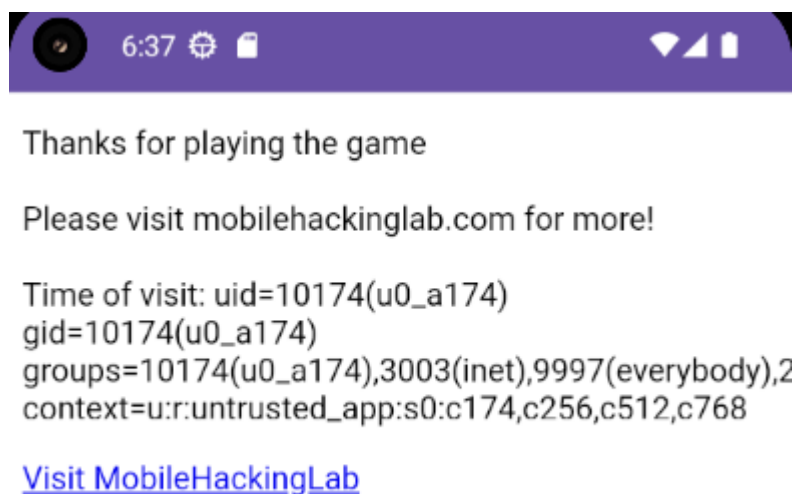 6:37
Thanks for playing the game
Please visit mobilehackinglab.com for more!
Time of visit: uid=10174(u0_a174)
gid=10174(u0_a174)
groups=10174(u0_a174),3003(inet),9997(everybody),2
context=u:r:untrusted_app:s0:c174,c256,c512,c768
Visit MobileHackingLab